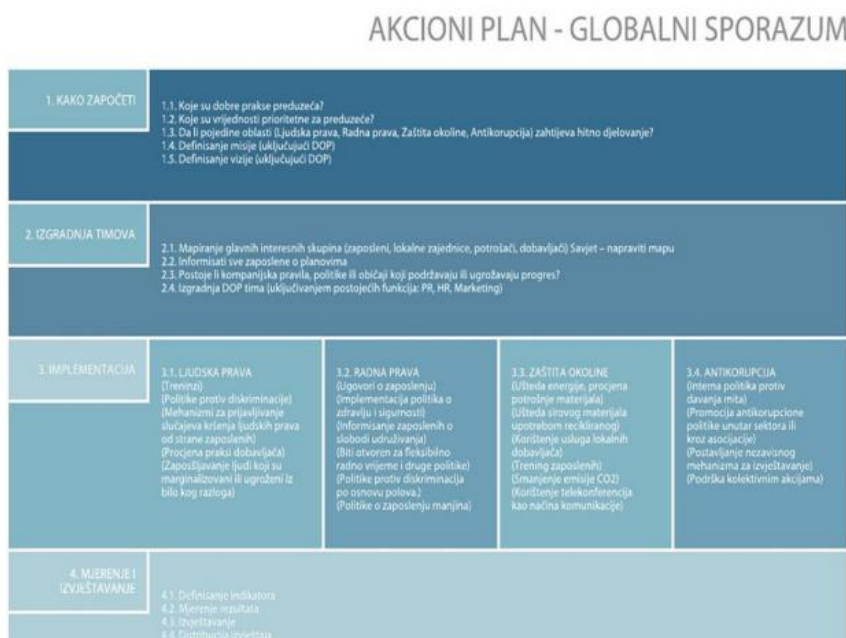 AKCIONI PLAN - GLOBALNI SPORAZUM
1. KAKO ZAPOČETI
1.1. Koje su dobre prakse preduzeća?
1.2. Koje su vrijednosti prioritetne za preduzeće?
1.3. Da li pojedine oblasti (Ljudska prava, Radna prava, Zaštita okoline, Antikorupcija) zahtijeva hitno djelovanje?
1.4. Definisanje misije (uključujući DOP)
1.5. Definisanje vizije (uključujući DOP)
2. IZGRADNJA TIMOVA
2.1. Mapiranje glavnih interesnih skupina (zaposleni, lokalne zajednice, potrošači, dobavljači) Savjet – napraviti mapu
2.2. Informisati sve zaposlene o planovima
2.3. Postoje li kompanijska pravila, politike ili običaji koji podržavaju ili ugrožavaju progres?
2.4. Izgradnja DOP tima (uključivanjem postojećih funkcija: PR, HR, Marketing)
3. IMPLEMENTACIJA
3.1. LJUDSKA PRAVA
(Treninzi)
(Politike protiv diskriminacije)
(Mehanizmi za prijavljivanje
slučajeva kršenja ljudskih prava
od strane zaposlenih)
(Procjena praksi dobavljača)
(Zapošljavanje ljudi koji su
marginalizovani ili ugroženi iz
bilo kog razloga)
3.2. RADNA PRAVA
(Ugovori o zaposlenju)
(Implementacija politika o
zdravlju i sigurnosti)
(Informisanje zaposlenih o
slobodi udruživanja)
(Biti otvoren za fleksibilno
radno vrijeme i druge politike)
(Politike protiv diskriminacija
po osnovu polova.)
(Politike o zaposlenju manjina)
3.3. ZAŠTITA OKOLINE
(Ušteda energije, procjena
potrošnje materijala)
(Ušteda sirovog materijala
upotrebom recikliranog)
(Korištenje usluga lokalnih
dobavljača)
(Trening zaposlenih)
(Smanjenje emisije CO2)
(Korištenje telekonferencija
kao načina komunikacije)
3.4. ANTIKORUPCIJA
(Interna politika protiv
davanja mita)
(Promocija antikorupcione
politike unutar sektora ili
kroz asocijacije)
(Postavljanje nezavisnog
mehanizma za izvještavanje)
(Podrška kolektivnim akcijama)
4. MJERENJE I
IZVJEŠTAVANJE
4.1. Definisanje indikatora
4.2. Mjerenje rezultata
4.3. Izvještavanje
4.4. Distribucija izvještaja